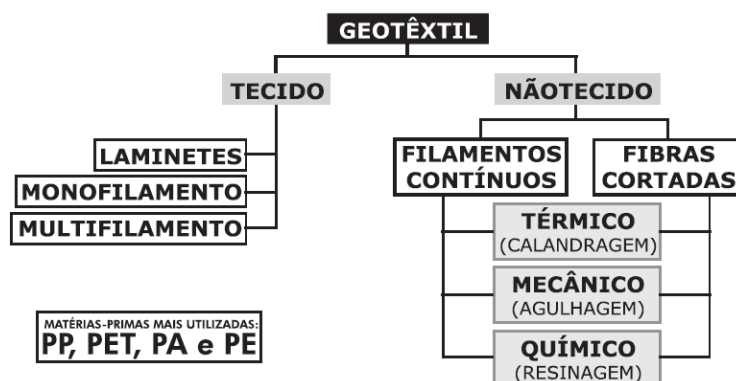 GEOTÊXTIL
TECIDO
NÃOTECIDO
LAMINETES
MONOFILAMENTO
MULTIFILAMENTO
FILAMENTOS
CONTÍNUOS
FIBRAS
CORTADAS
TÉRMICO
(CALANDRAGEM)
MECÂNICO
(AGULHAGEM)
QUÍMICO
(RESINAGEM)
MATÉRIAS-PRIMAS MAIS UTILIZADAS:
PP, PET, PA e PE